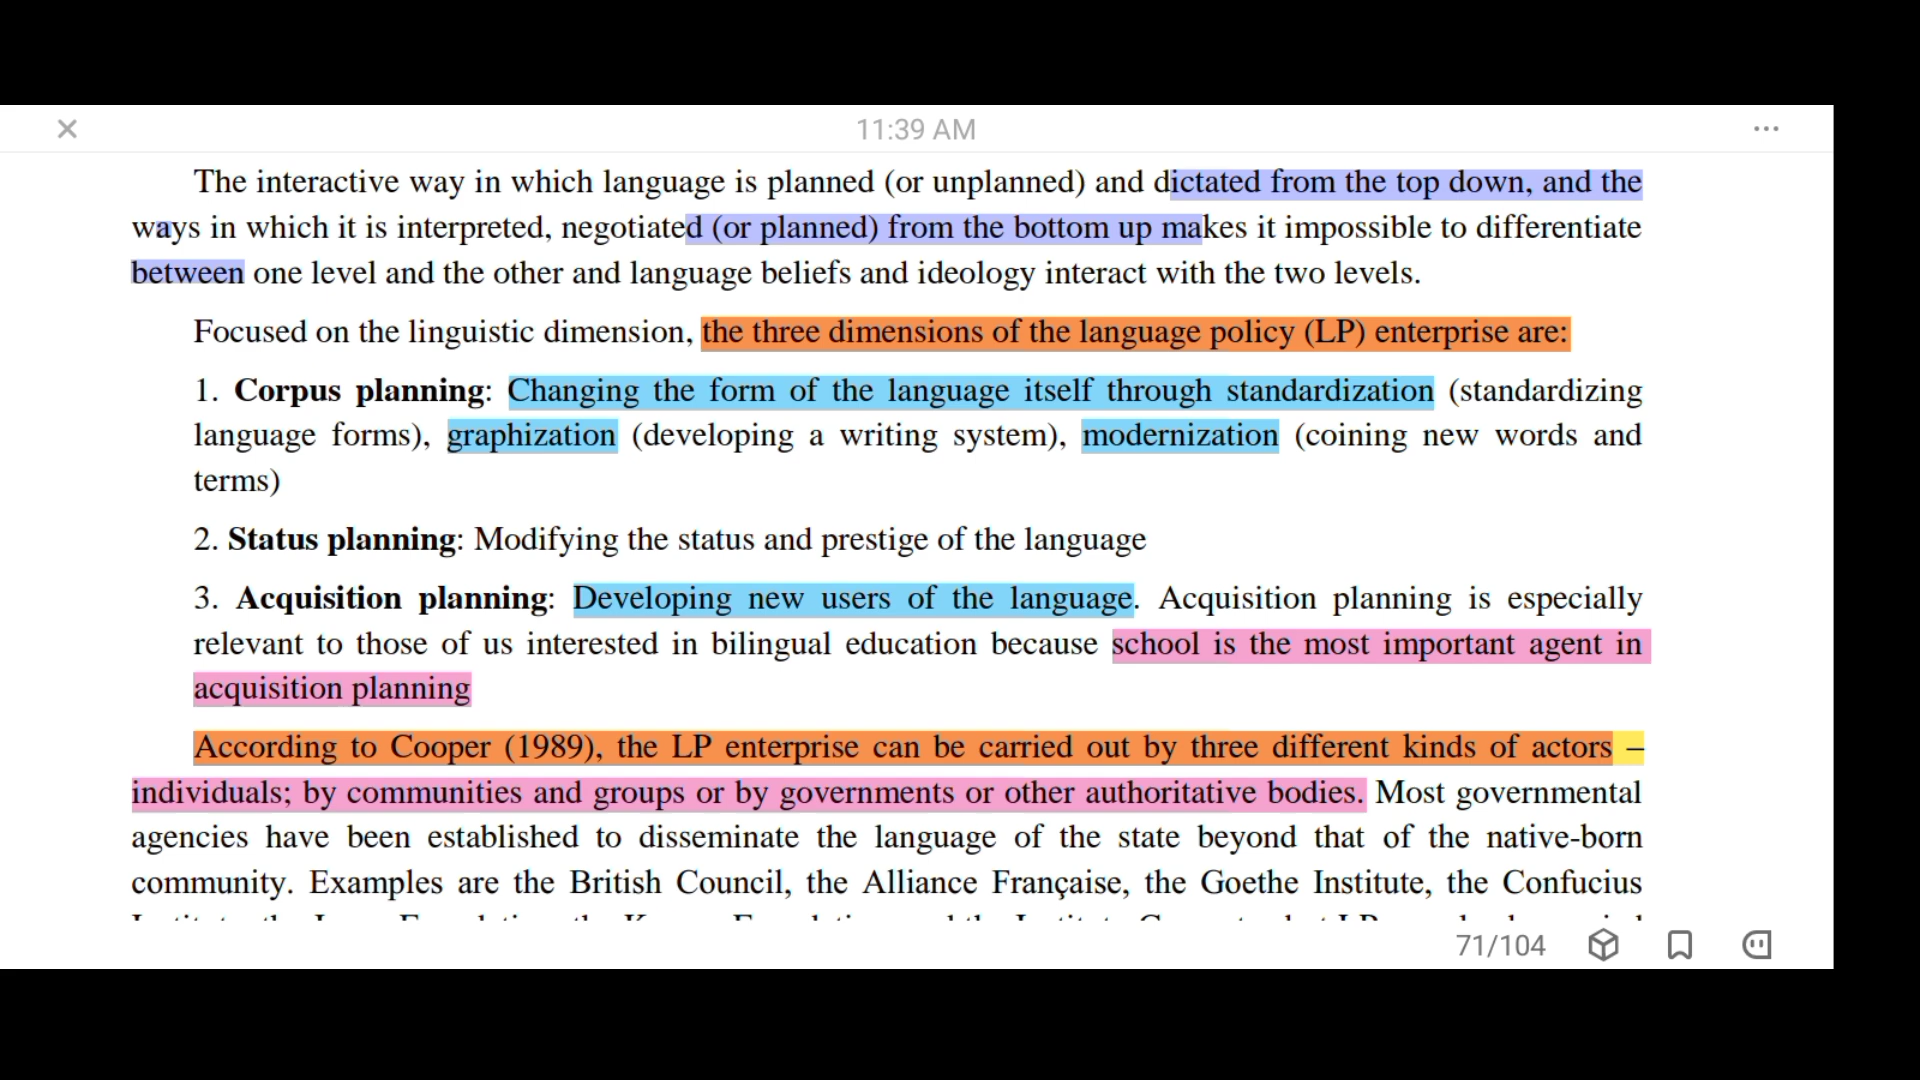 11:39 AM
The interactive way in which language is planned (or unplanned) and dictated from the top down, and the
ways in which it is interpreted, negotiated (or planned) from the bottom up makes it impossible to differentiate
between one level and the other and language beliefs and ideology interact with the two levels.
Focused on the linguistic dimension, the three dimensions of the language policy (LP) enterprise are:
1. Corpus planning: Changing the form of the language itself through standardization (standardizing
language forms), graphization (developing a writing system), modernization (coining new words and
terms)
2. Status planning: Modifying the status and prestige of the language
3. Acquisition planning: Developing new users of the language. Acquisition planning is especially
relevant to those of us interested in bilingual education because school is the most important agent in
acquisition planning
According to Cooper (1989), the LP enterprise can be carried out by three different kinds of actors –
individuals; by communities and groups or by governments or other authoritative bodies. Most governmental
agencies have been established to disseminate the language of the state beyond that of the native-born
community. Examples are the British Council, the Alliance Française, the Goethe Institute, the Confucius
71/104